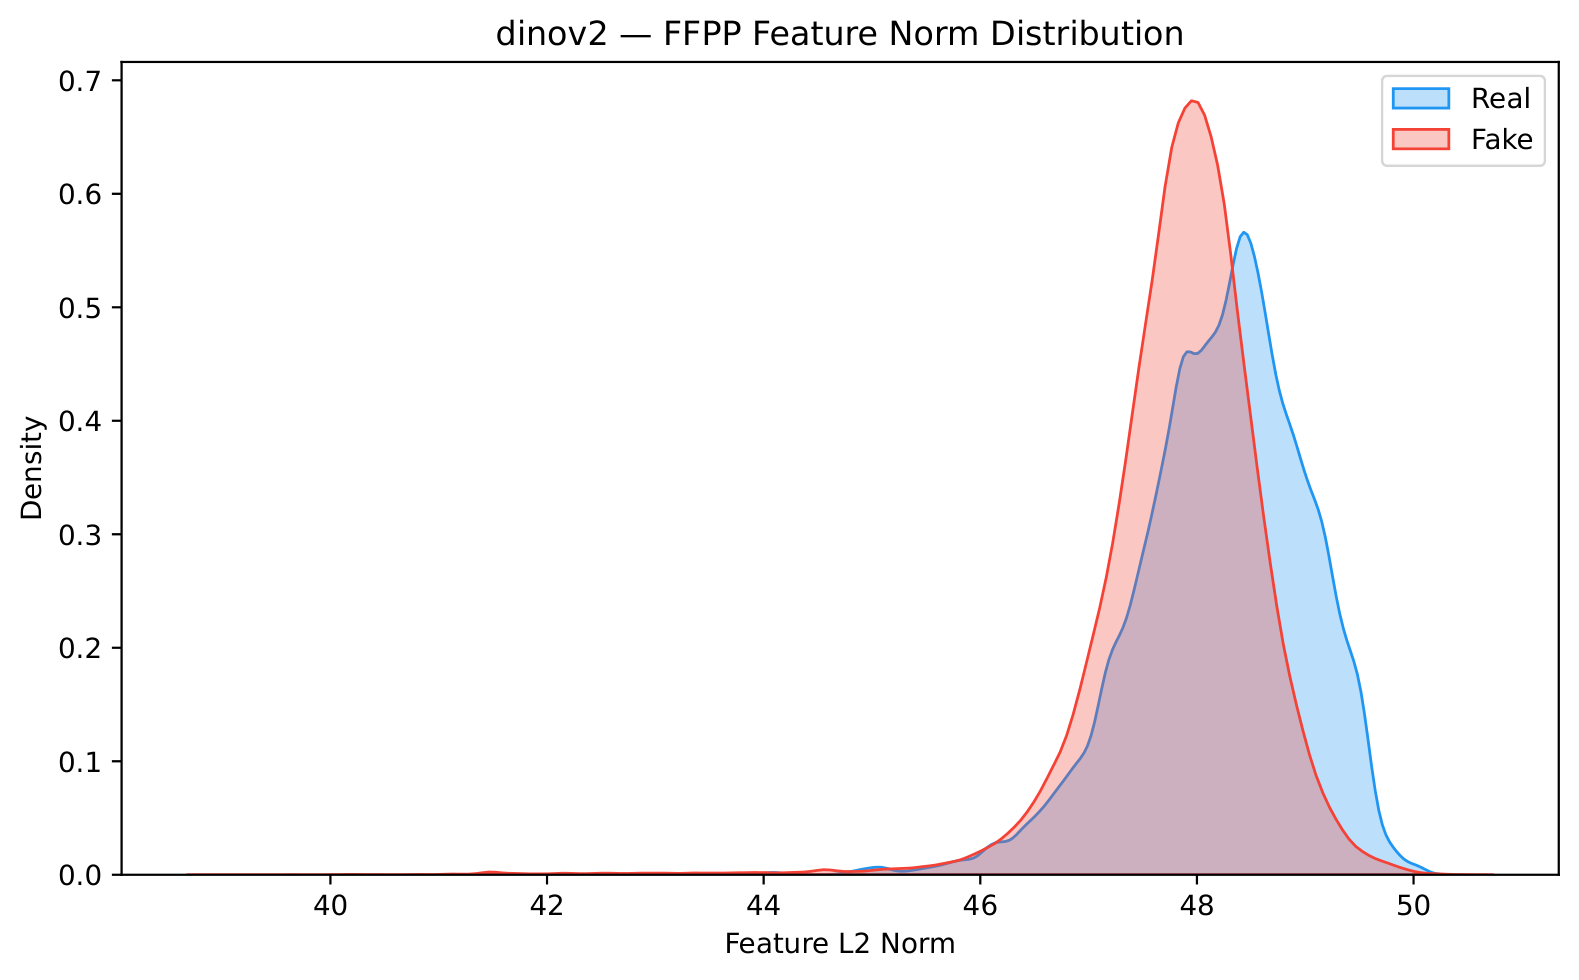 dinov2 — FFPP Feature Norm Distribution
Real
Fake
Density
0.7
0.6
0.5
0.4
0.3
0.2
0.1
0.0
40 42 44 46 48 50
Feature L2 Norm